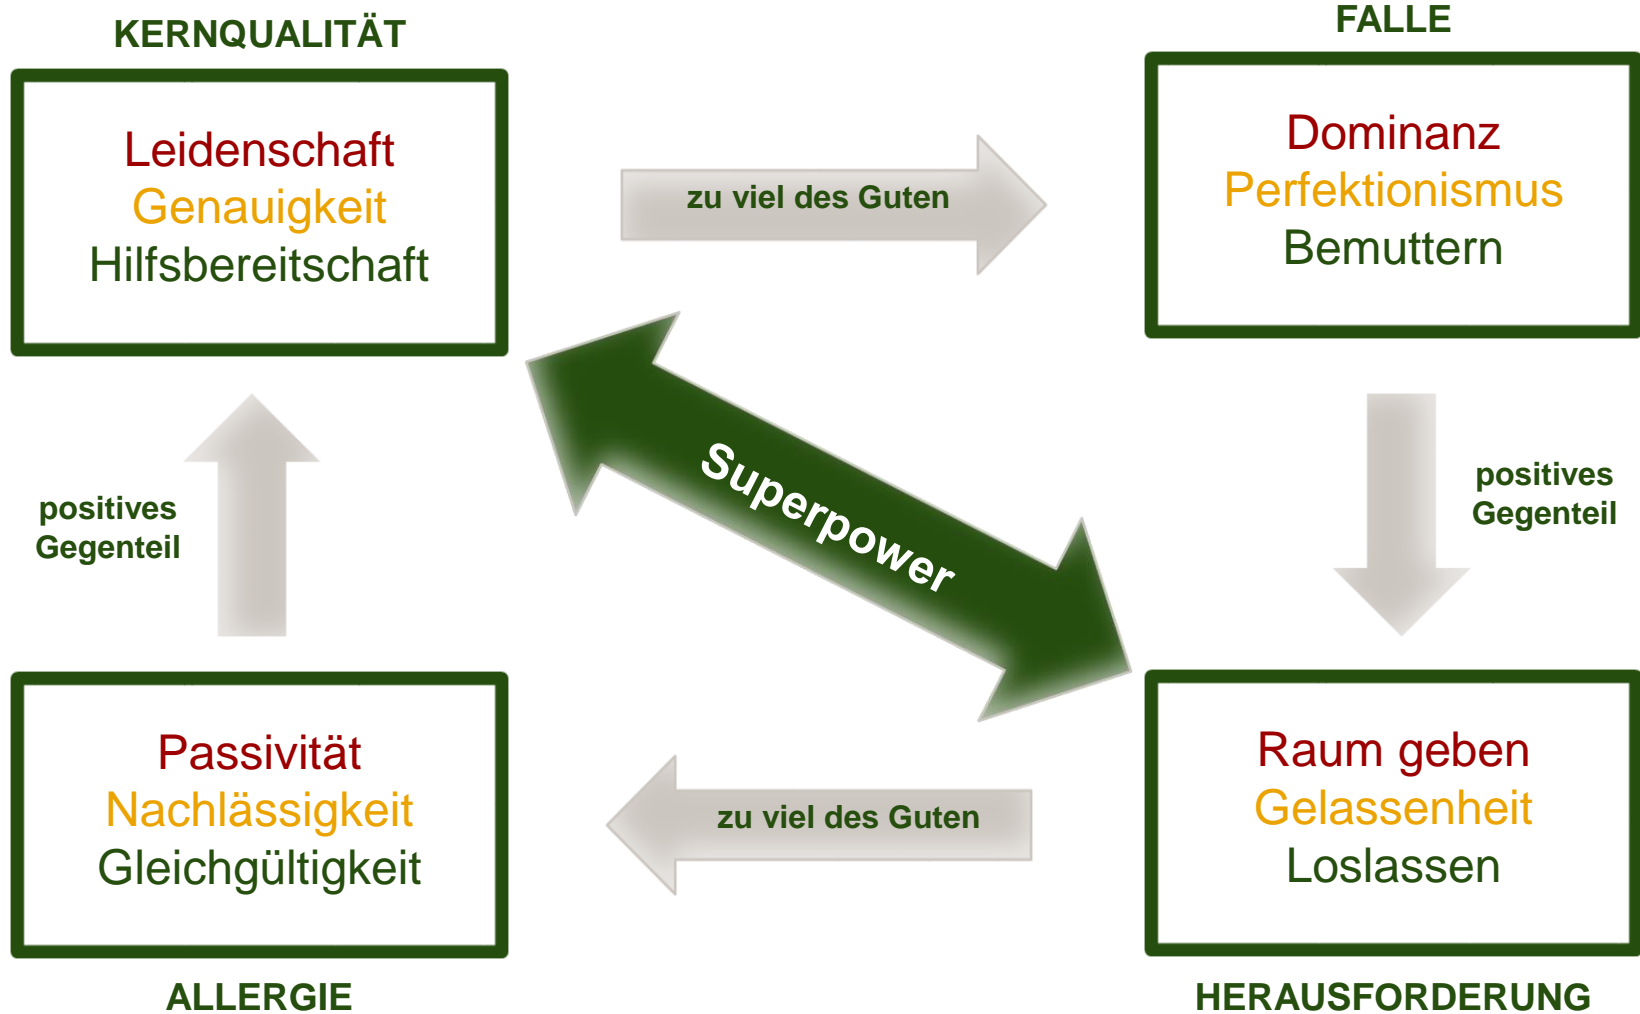 KERNQUALITÄT
Leidenschaft
Genauigkeit
Hilfsbereitschaft
zu viel des Guten
FALLE
Dominanz
Perfektionismus
Bemuttern
positives
Gegenteil
Superpower
positives
Gegenteil
Passivität
Nachlässigkeit
Gleichgültigkeit
ALLERGIE
zu viel des Guten
Raum geben
Gelassenheit
Loslassen
HERAUSFORDERUNG